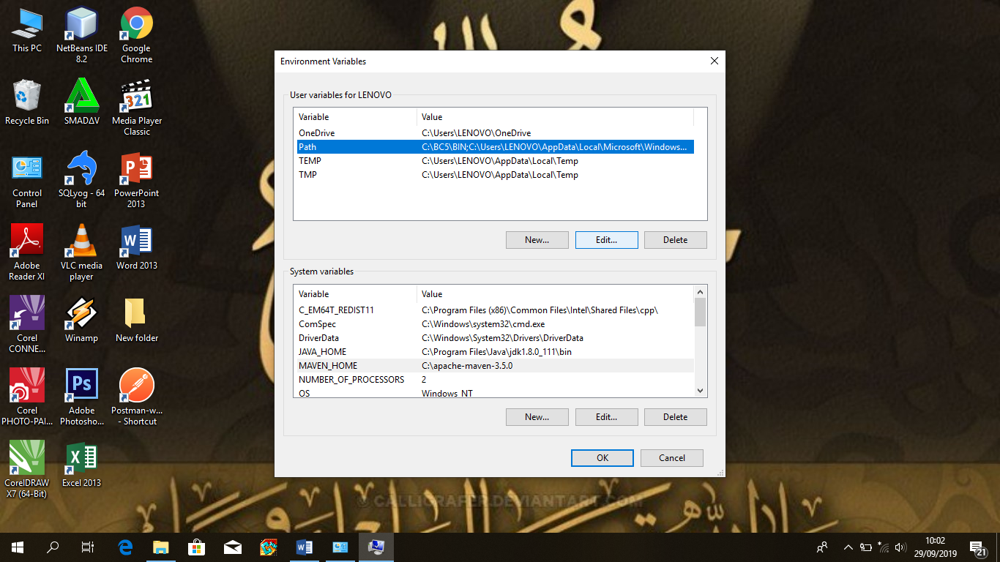 This PC
NetBeans IDE
8.2
Google
Chrome
Recycle Bin
SMADΔV
Media Player
Classic
321
Control
Panel
SQLyog - 64
bit
PowerPoint
2013
Adobe
Reader XI
VLC media
player
Word 2013
Corel
CONNE...
Winamp
New folder
Corel
PHOTO-PAI...
Ps
Adobe
Photosho...
Postman-w...
- Shortcut
CorelDRAW
X7 (64-Bit)
Excel 2013
Environment Variables
User variables for LENOVO
Variable Value
OneDrive C:\Users\LENOVO\OneDrive
Path C:\BC5\BIN;C:\Users\LENOVO\AppData\Local\Microsoft\Windows...
TEMP C:\Users\LENOVO\AppData\Local\Temp
TMP C:\Users\LENOVO\AppData\Local\Temp
New... Edit... Delete
System variables
Variable Value
C_EM64T_REDIST11 C:\Program Files (x86)\Common Files\Intel\Shared Files\cpp\
ComSpec C:\Windows\system32\cmd.exe
DriverData C:\Windows\System32\Drivers\DriverData
JAVA_HOME C:\Program Files\Java\jdk1.8.0_111\bin
MAVEN_HOME C:\apache-maven-3.5.0
NUMBER_OF_PROCESSORS 2
OS Windows_NT
New... Edit... Delete
OK Cancel
© CALLIGRAFER.DEVIANTART.COM
10:02
29/09/2019
21